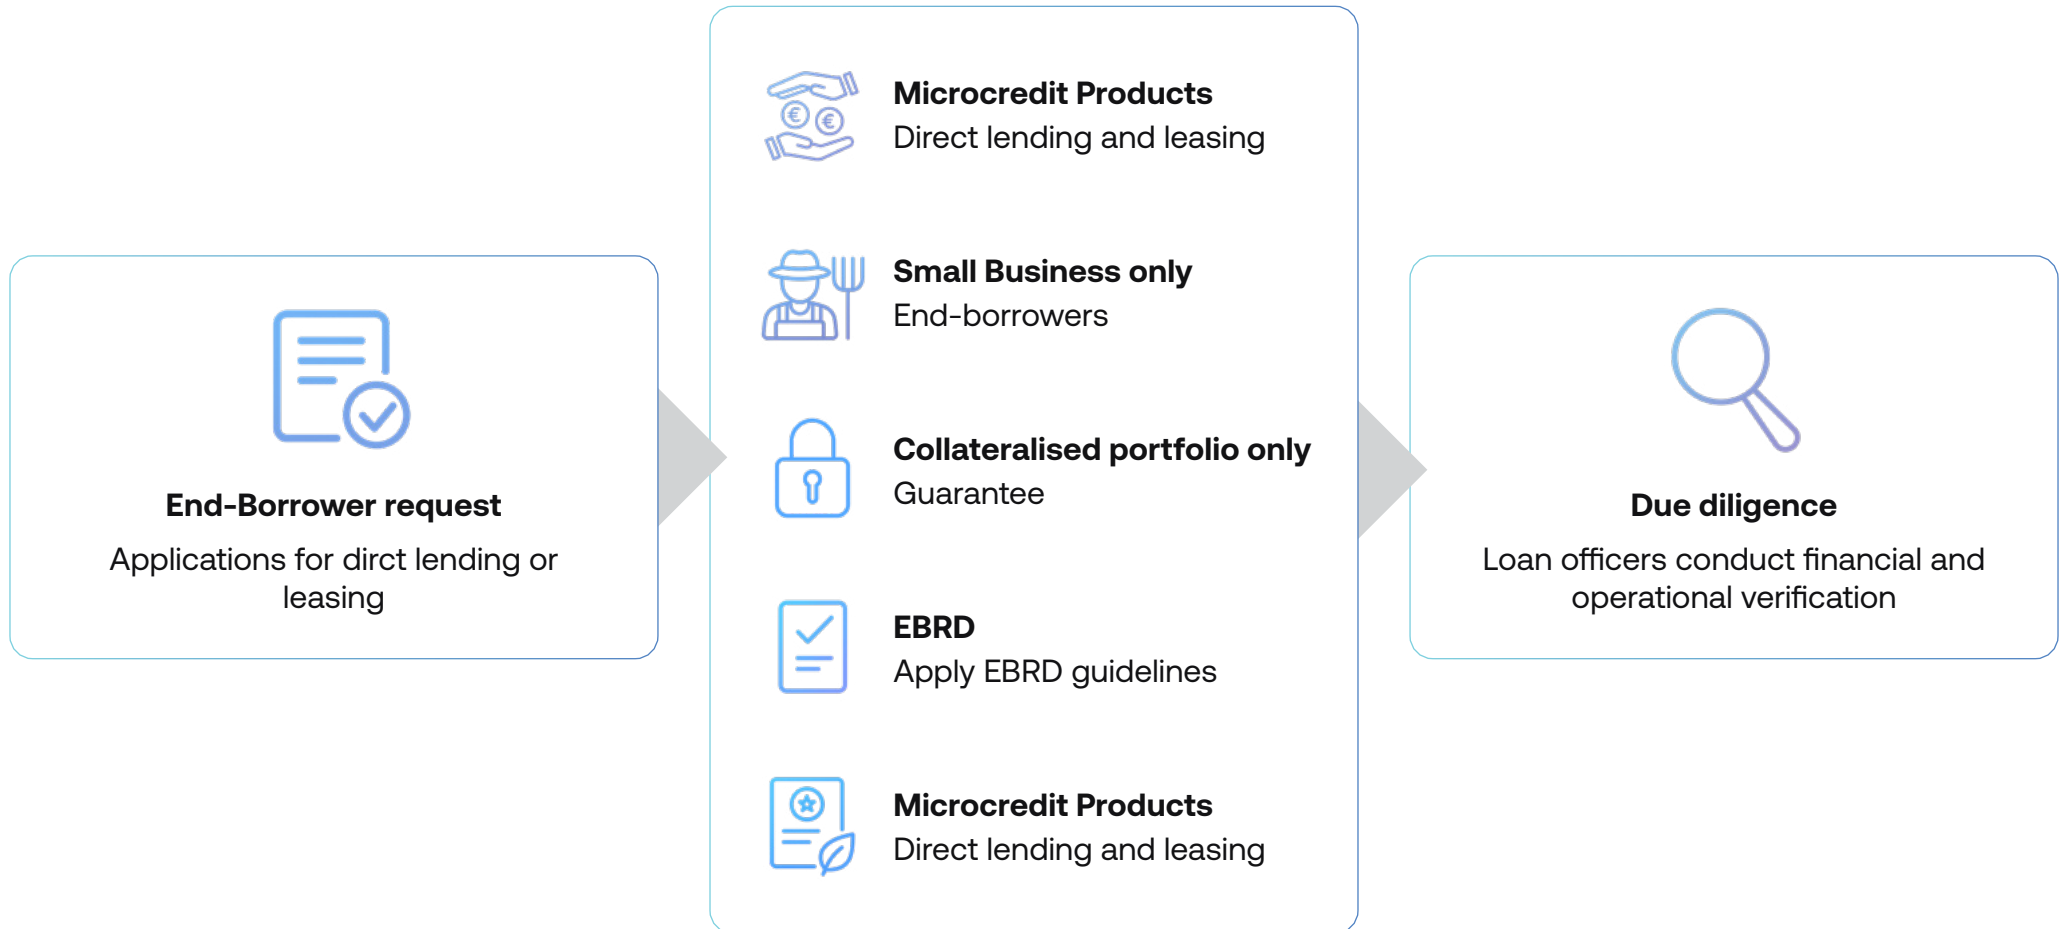 End-Borrower request
Applications for dirct lending or
leasing
Microcredit Products
Direct lending and leasing
Small Business only
End-borrowers
Collateralised portfolio only
Guarantee
EBRD
Apply EBRD guidelines
Microcredit Products
Direct lending and leasing
Due diligence
Loan officers conduct financial and
operational verification